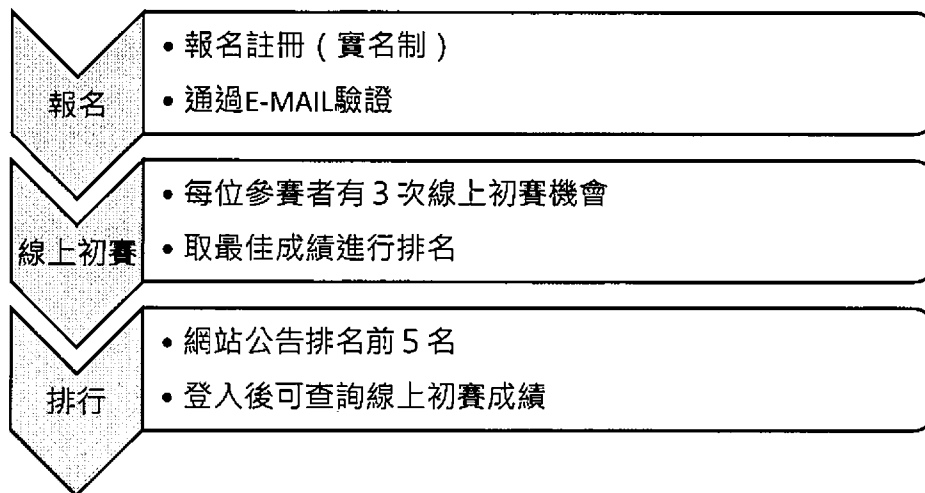 報名
• 報名註冊（實名制）
• 通過E-MAIL驗證
線上初賽
• 每位參賽者有3次線上初賽機會
• 取最佳成績進行排名
排行
• 網站公告排名前5名
• 登入後可查詢線上初賽成績